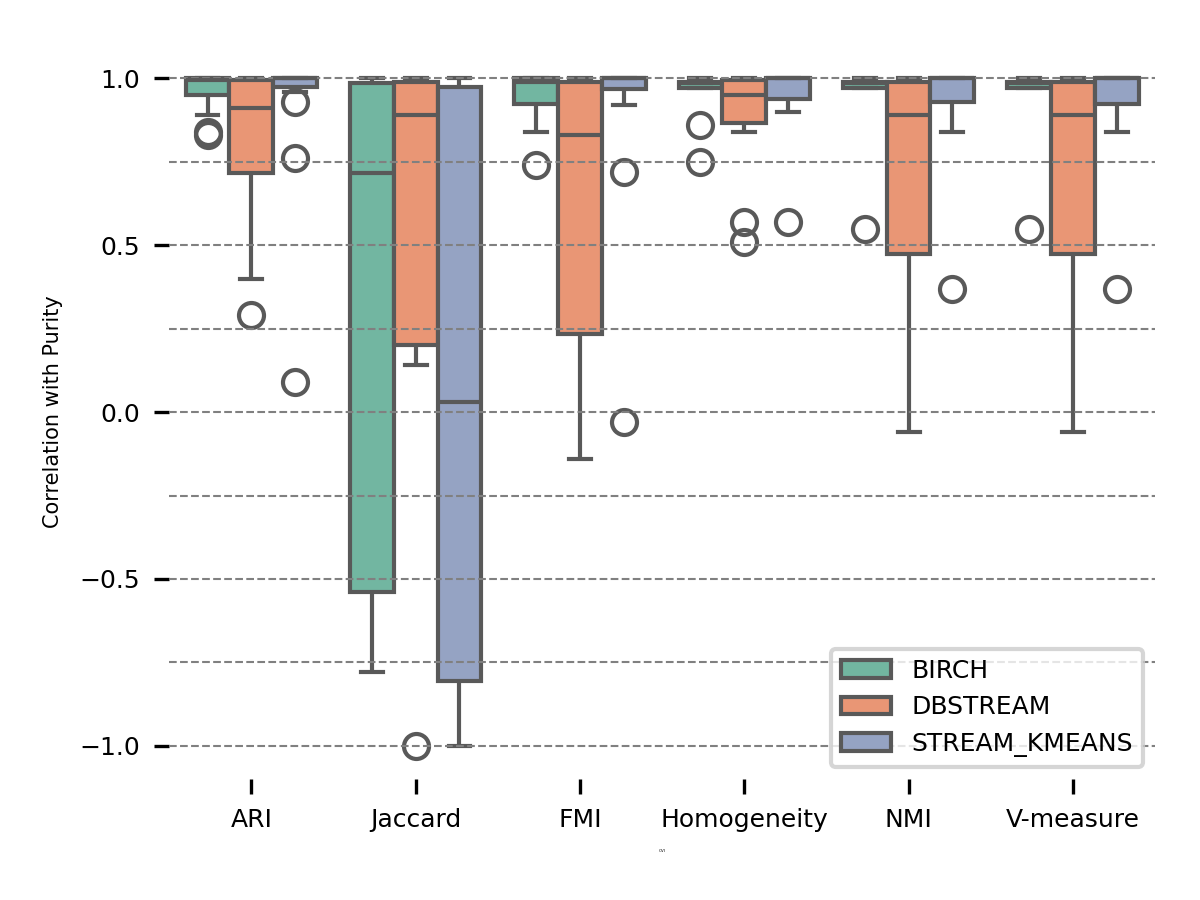 Correlation with Purity
1.0
0.5
0.0
−0.5
−1.0
BIRCH
DBSTREAM
STREAM_KMEANS
ARI Jaccard FMI Homogeneity NMI V-measure